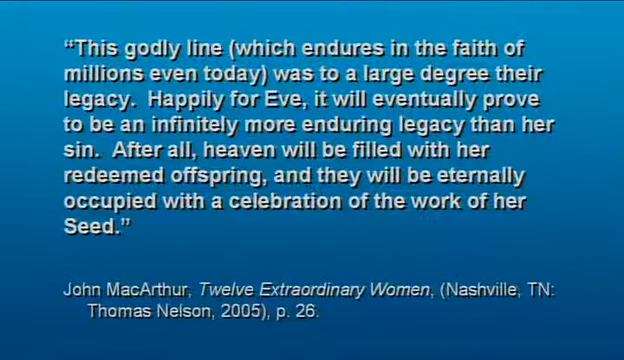 “This godly line (which endures in the faith of
millions even today) was to a large degree their
legacy.  Happily for Eve, it will eventually prove
to be an infinitely more enduring legacy than her
sin.  After all, heaven will be filled with her
redeemed offspring, and they will be eternally
occupied with a celebration of the work of her
Seed.”
John MacArthur, Twelve Extraordinary Women, (Nashville, TN:
Thomas Nelson, 2005), p. 26.